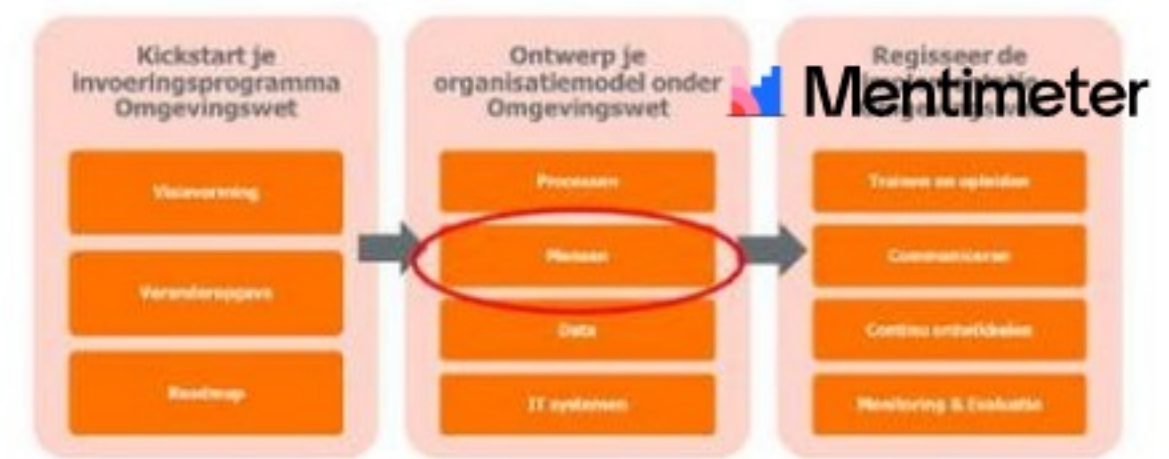 Kickstart je
invoeringsprogramma
Omgevingswet
Visievorming
Veranderopgave
Roadmap
Ontwerp je
organisatiemodel onder
Omgevingswet
Processen
Mensen
Data
IT systemen
Regisseer de
Mentimeter
Trainen en opleiden
Communiceren
Continu ontwikkelen
Monitoring & Evaluatie